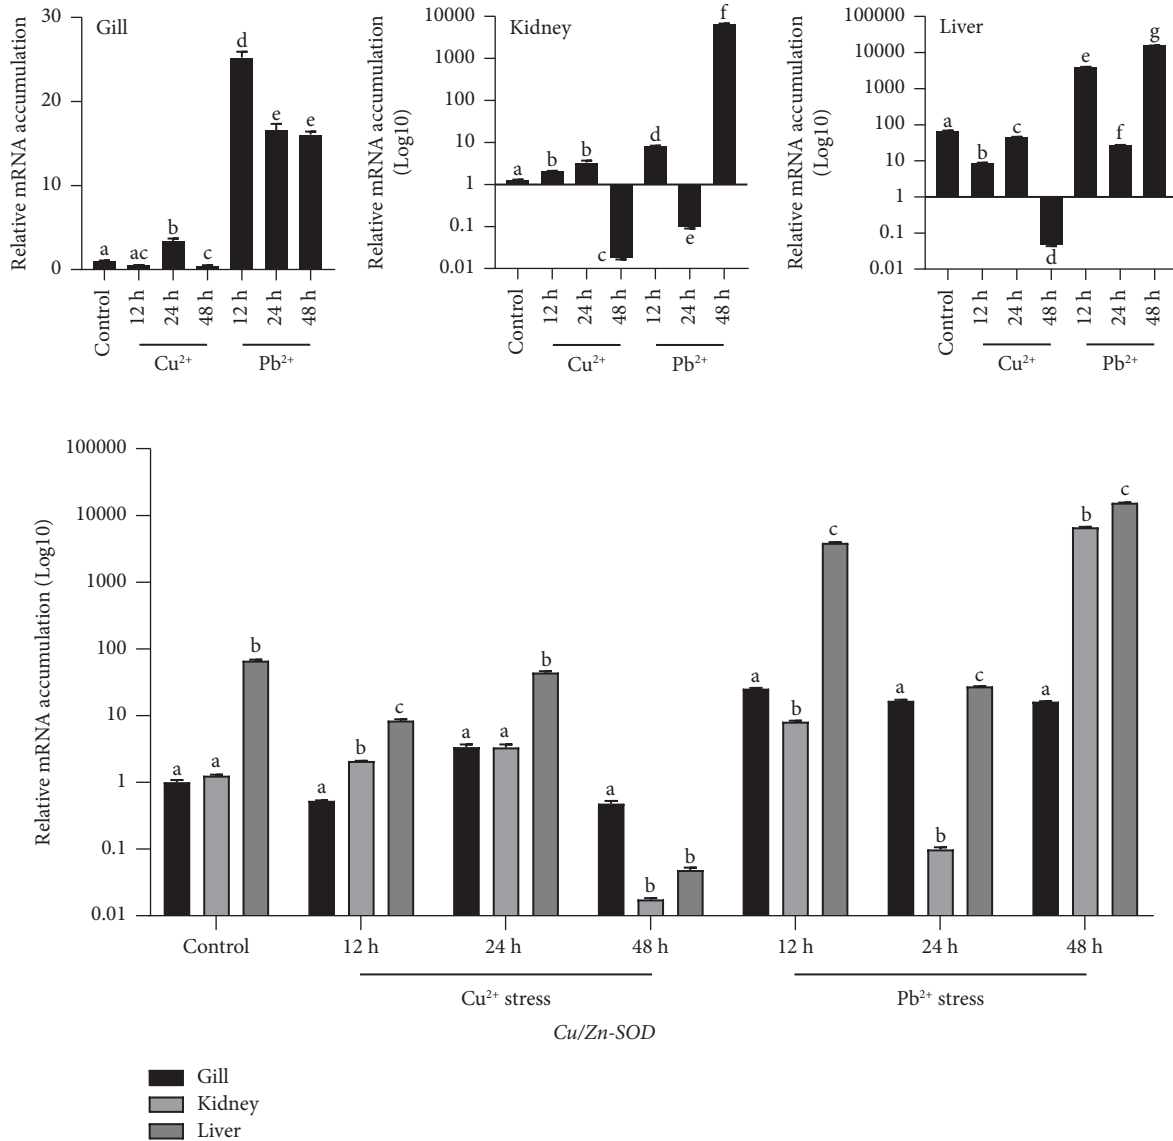 Gill
Relative mRNA accumulation
30
20
10
0
a
ac
b
c
d
e
e
Control
12 h
24 h
48 h
12 h
24 h
48 h
Cu²⁺
Pb²⁺
Kidney
Relative mRNA accumulation
(Log10)
10000
1000
100
10
1
0.1
0.01
a
b
b
c
d
e
f
Control
12 h
24 h
48 h
12 h
24 h
48 h
Cu²⁺
Pb²⁺
Liver
Relative mRNA accumulation
(Log10)
100000
10000
1000
100
10
1
0.1
0.01
a
b
c
d
e
f
g
Control
12 h
24 h
48 h
12 h
24 h
48 h
Cu²⁺
Pb²⁺
Relative mRNA accumulation (Log10)
100000
10000
1000
100
10
1
0.1
0.01
a
a
b
a
b
c
a
a
b
a
b
b
a
b
c
a
b
c
a
b
c
Control
12 h
24 h
48 h
12 h
24 h
48 h
Cu²⁺ stress
Pb²⁺ stress
Cu/Zn-SOD
Gill
Kidney
Liver